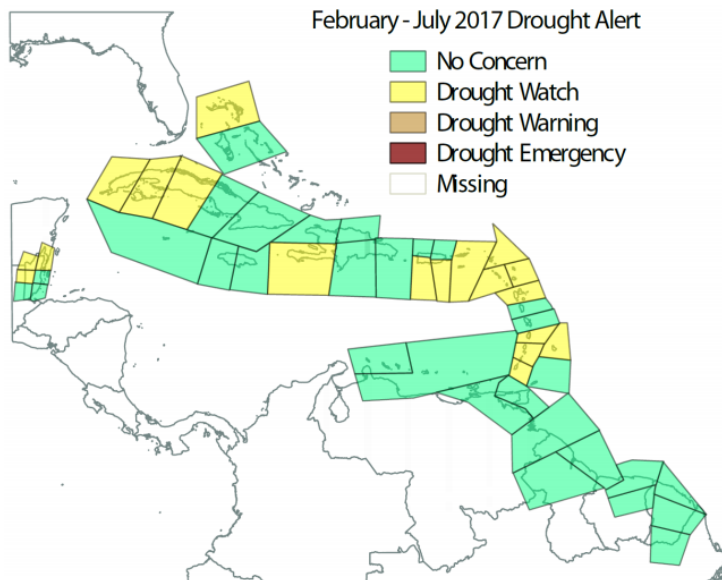 February - July 2017 Drought Alert
No Concern
Drought Watch
Drought Warning
Drought Emergency
Missing